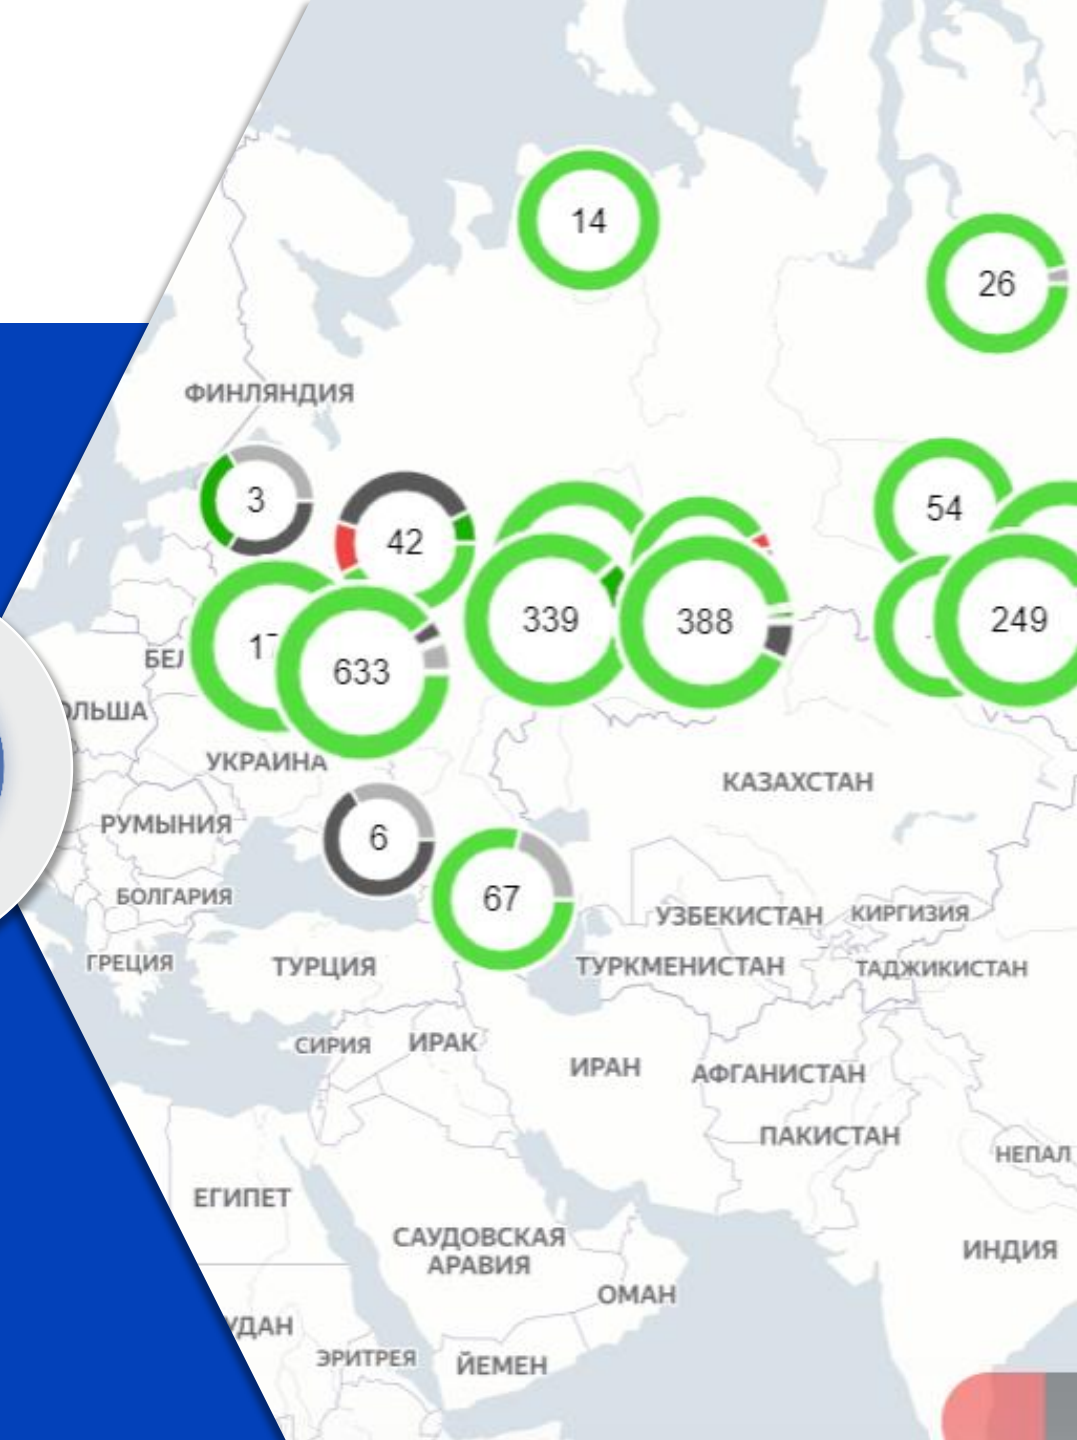 14
26
ФИНЛЯНДИЯ
3
42
54
339
388
249
633
УКРАИНА
КАЗАХСТАН
РУМЫНИЯ
6
БОЛГАРИЯ
67
УЗБЕКИСТАН
КИРГИЗИЯ
ГРЕЦИЯ
ТУРЦИЯ
ТУРКМЕНИСТАН
ТАДЖИКИСТАН
СИРИЯ
ИРАК
ИРАН
АФГАНИСТАН
ПАКИСТАН
НЕПАЛ
ЕГИПЕТ
САУДОВСКАЯ
АРАВИЯ
ИНДИЯ
ОМАН
ЭРИТРЕЯ
ЙЕМЕН